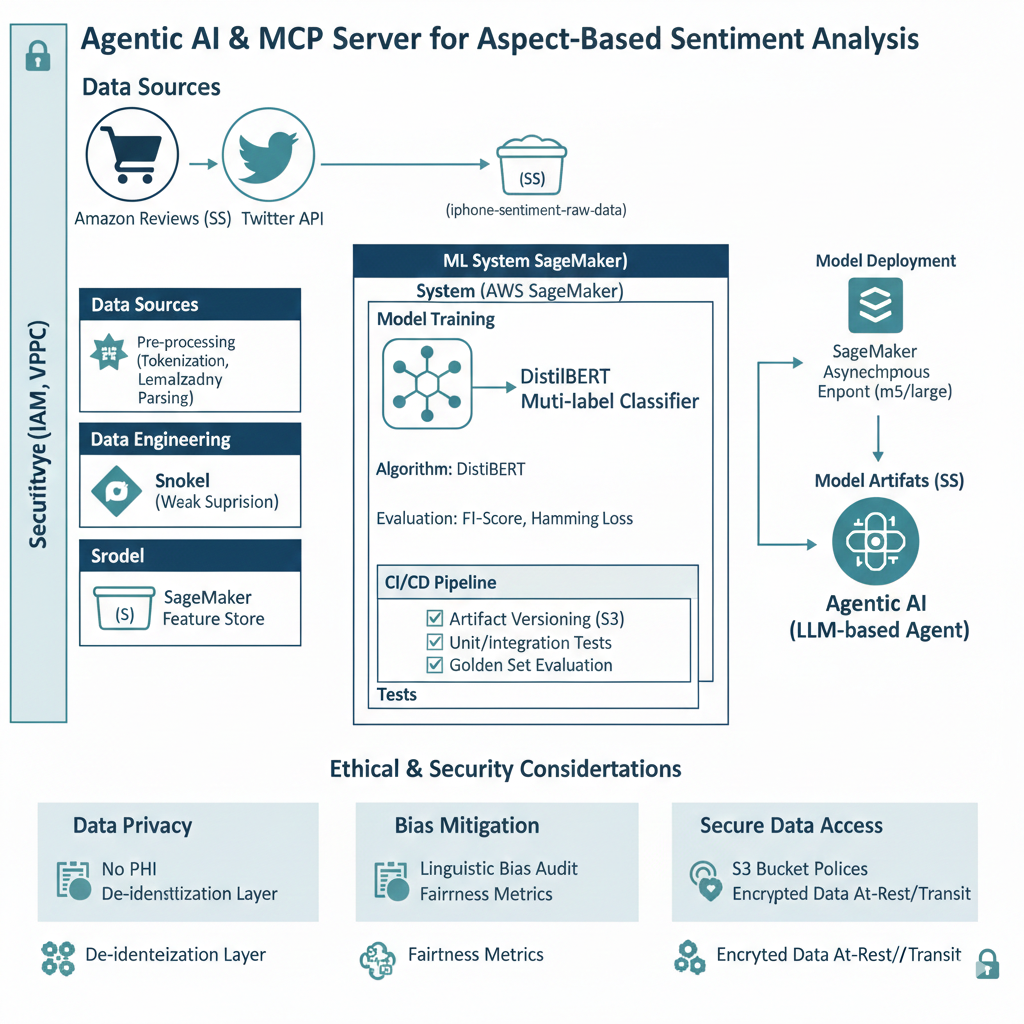 Agentic AI & MCP Server for Aspect-Based Sentiment Analysis
Data Sources
Amazon Reviews (SS)
Twitter API
(SS)
(iphone-sentiment-raw-data)
Securitvye (IAM, VPPC)
Data Sources
Pre-processing
(Tokenization,
Lemalzadny
Parsing)
Data Engineering
Snokel
(Weak Suprision)
Srodel
(S)
SageMaker
Feature Store
ML System SageMaker)
System (AWS SageMaker)
Model Training
DistilBERT
Muti-label Classifier
Algorithm: DistiBERT
Evaluation: FI-Score, Hamming Loss
CI/CD Pipeline
Artifact Versioning (S3)
Unit/integration Tests
Golden Set Evaluation
Tests
Model Deployment
SageMaker
Asynechpnous
Enpont (m5/large)
Model Artifats (SS)
Agentic AI
(LLM-based Agent)
Ethical & Security Considertations
Data Privacy
No PHI
De-idensttization Layer
Bias Mitigation
Linguistic Bias Audit
Fairrness Metrics
Secure Data Access
S3 Bucket Polices
Encrypted Data At-Rest/Transit
De-identeization Layer
Fairtness Metrics
Encryted Data At-Rest//Transit